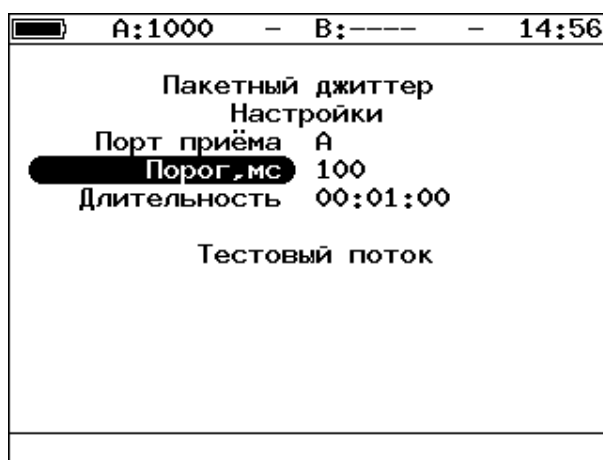 A:1000 – B:---- – 14:56
Пакетный джиттер
Настройки
Порт приёма A
Порог,мс 100
Длительность 00:01:00
Тестовый поток